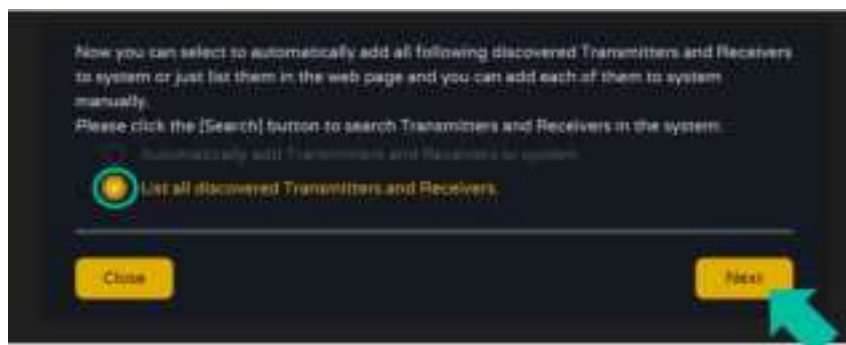 Now you can select to automatically add all following discovered Transmitters and Receivers
to system or just list them in the web page and you can add each of them to system
manually.
Please click the [Search] button to search Transmitters and Receivers in the system:
Automatically add Transmitters and Receivers to system.
List all discovered Transmitters and Receivers.
Close
Next